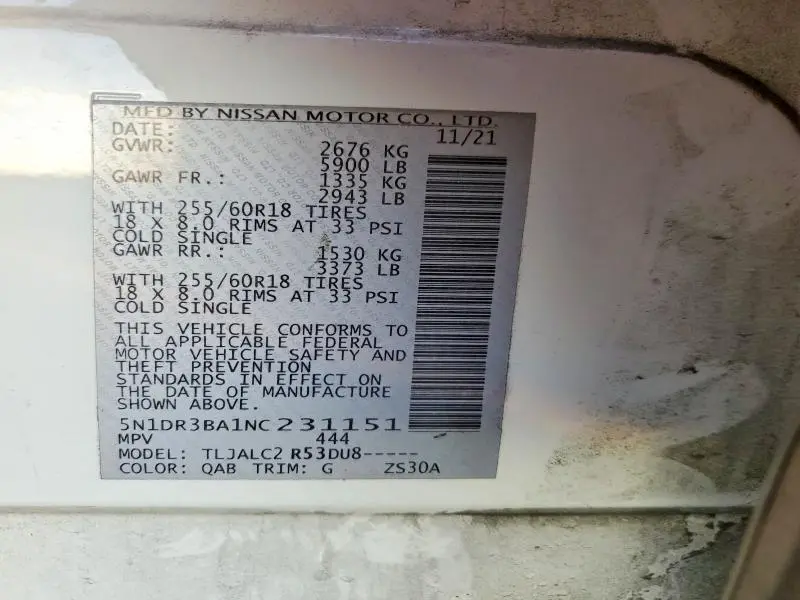 MFD BY NISSAN MOTOR CO., LTD.
DATE: 11/21
GVWR: 2676 KG
5900 LB
GAWR FR.: 1335 KG
2943 LB
WITH 255/60R18 TIRES
18 X 8.0 RIMS AT 33 PSI
COLD SINGLE
GAWR RR.: 1530 KG
3373 LB
WITH 255/60R18 TIRES
18 X 8.0 RIMS AT 33 PSI
COLD SINGLE
THIS VEHICLE CONFORMS TO
ALL APPLICABLE FEDERAL
MOTOR VEHICLE SAFETY AND
THEFT PREVENTION
STANDARDS IN EFFECT ON
THE DATE OF MANUFACTURE
SHOWN ABOVE.
5N1DR3BA1NC231151
MPV 444
MODEL: TLJALC2 R53DU8-----
COLOR: QAB TRIM: G ZS30A